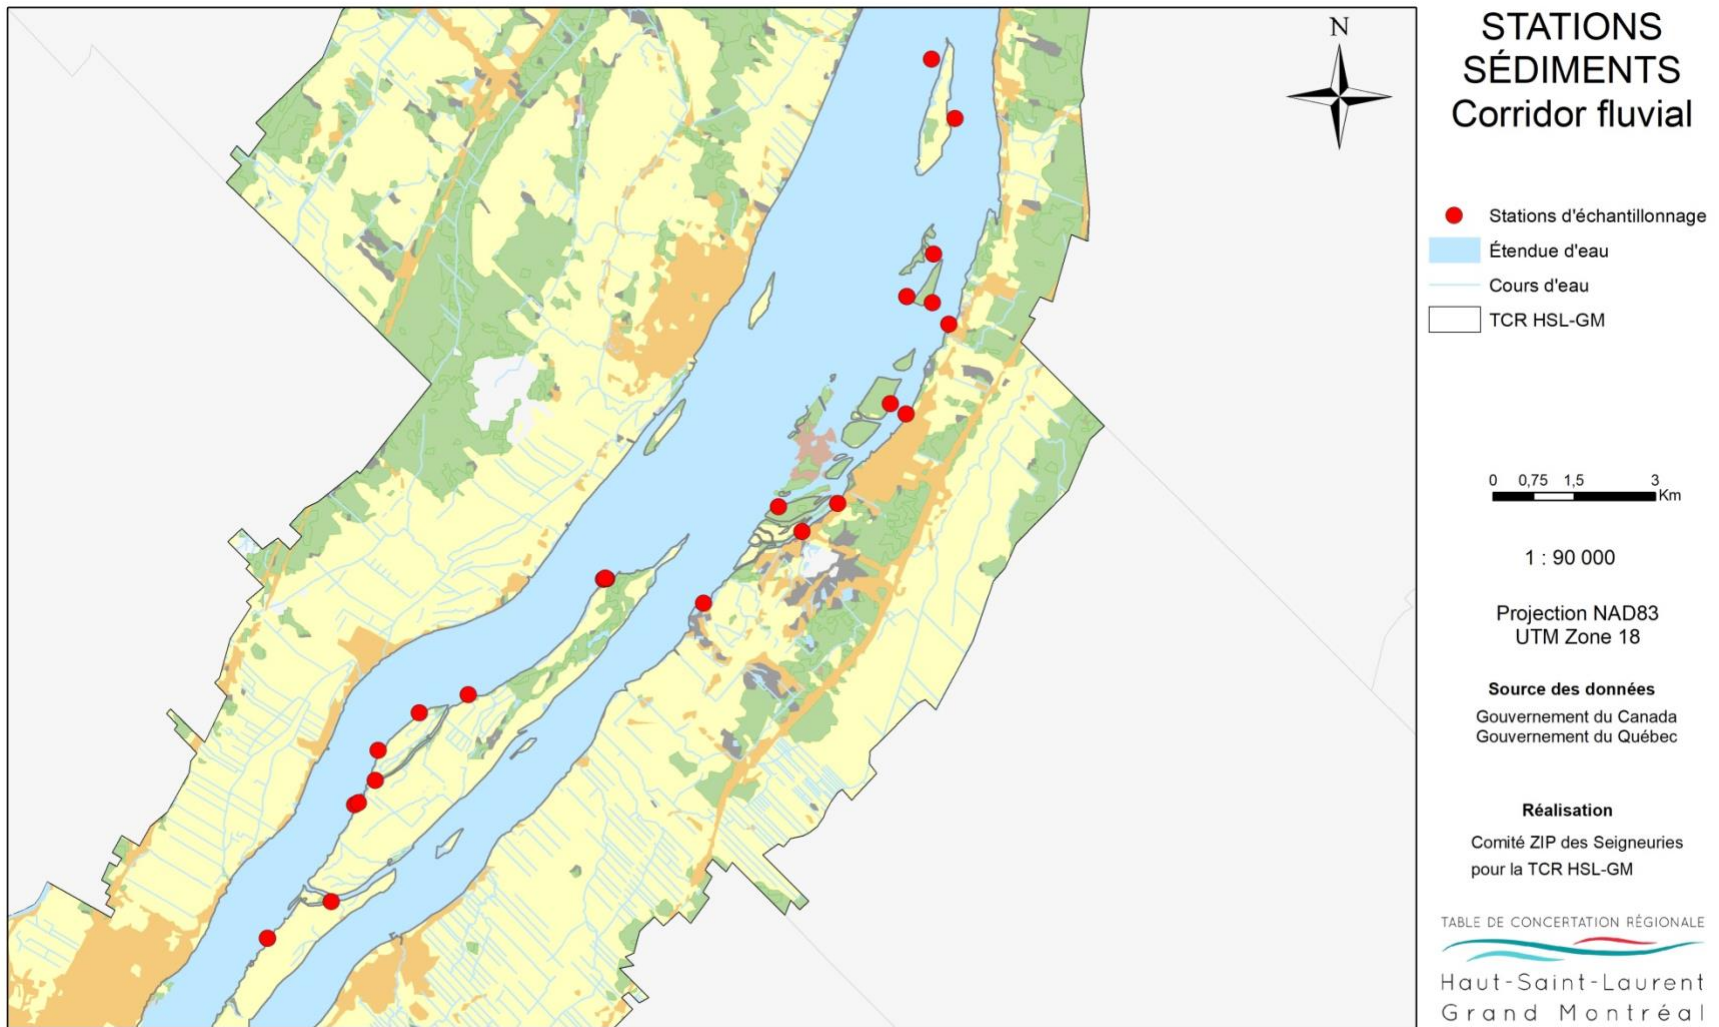 STATIONS
SÉDIMENTS
Corridor fluvial
N
Stations d'échantillonnage
Étendue d'eau
Cours d'eau
TCR HSL-GM
0 0,75 1,5 3
Km
1 : 90 000
Projection NAD83
UTM Zone 18
Source des données
Gouvernement du Canada
Gouvernement du Québec
Réalisation
Comité ZIP des Seigneuries
pour la TCR HSL-GM
TABLE DE CONCERTATION RÉGIONALE
Haut-Saint-Laurent
Grand Montréal